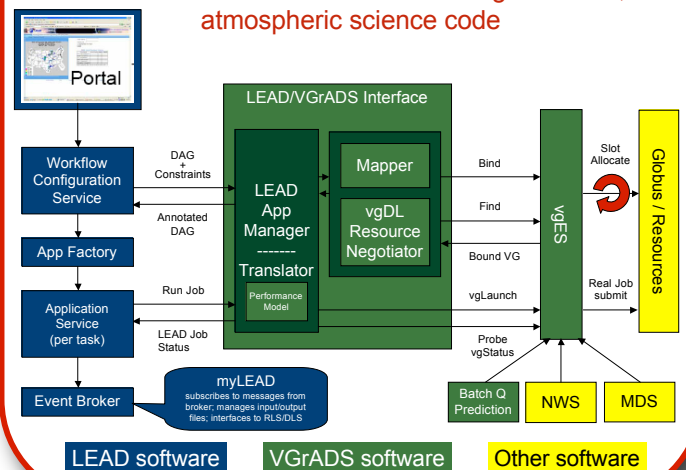 atmospheric science code
Portal
LEAD/VGrADS Interface
Workflow
Configuration
Service
DAG
+
Constraints
Annotated
DAG
LEAD
App
Manager
-------
Translator
Performance
Model
Mapper
vgDL
Resource
Negotiator
Bind
Find
Bound VG
vgES
Slot
Allocate
Globus / Resources
App Factory
Application
Service
(per task)
Run Job
LEAD Job
Status
vgLaunch
Probe
vgStatus
Real Job
submit
Event Broker
myLEAD
subscribes to messages from
broker; manages input/output
files; interfaces to RLS/DLS
Batch Q
Prediction
NWS
MDS
LEAD software
VGrADS software
Other software